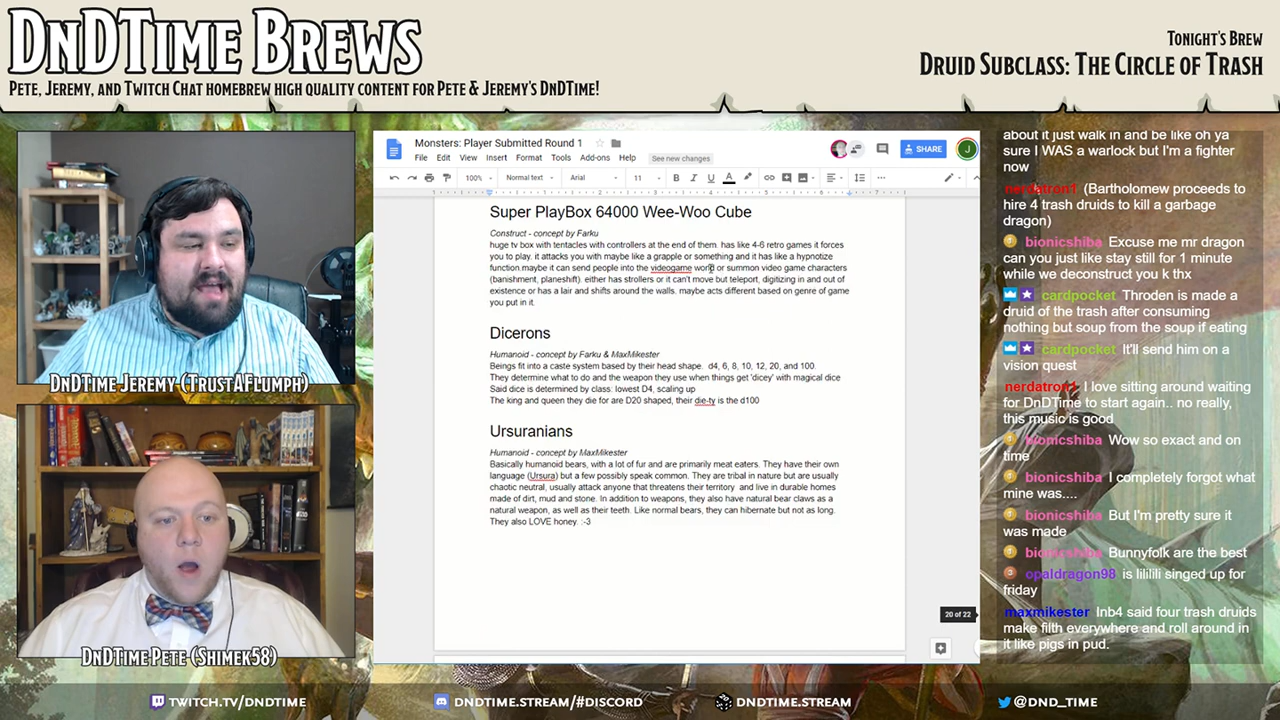 DnDTime Brews
Pete, Jeremy, and Twitch Chat homebrew high quality content for Pete & Jeremy's DnDTime!
Tonight's Brew
Druid Subclass: The Circle of Trash
DnDTime Jeremy (TrustAFlumph)
DnDTime Pete (Shimek58)
Monsters: Player Submitted Round 1
File Edit View Insert Format Tools Add-ons Help See new changes
SHARE
J
100% Normal text Arial 11 B I U A
Super PlayBox 64000 Wee-Woo Cube
Construct - concept by Farku
huge tv box with tentacles with controllers at the end of them. has like 4-6 retro games it forces
you to play. it attacks you with maybe like a grapple or something and it has like a hypnotize
function.maybe it can send people into the videogame world or summon video game characters
(banishment, planeshift). either has strollers or it can't move but teleport, digitizing in and out of
existence or has a lair and shifts around the walls. maybe acts different based on genre of game
you put in it.
Dicerons
Humanoid - concept by Farku & MaxMikester
Beings fit into a caste system based by their head shape. d4, 6, 8, 10, 12, 20, and 100.
They determine what to do and the weapon they use when things get 'dicey' with magical dice
Said dice is determined by class: lowest D4, scaling up
The king and queen they die for are D20 shaped, their die-ty is the d100
Ursuranians
Humanoid - concept by MaxMikester
Basically humanoid bears, with a lot of fur and are primarily meat eaters. They have their own
language (Ursura) but a few possibly speak common. They are tribal in nature but are usually
chaotic neutral, usually attack anyone that threatens their territory and live in durable homes
made of dirt, mud and stone. In addition to weapons, they also have natural bear claws as a
natural weapon, as well as their teeth. Like normal bears, they can hibernate but not as long.
They also LOVE honey. :-3
20 of 22
about it just walk in and be like oh ya
sure I WAS a warlock but I'm a fighter
now
nerdatron1 (Bartholomew proceeds to
hire 4 trash druids to kill a garbage
dragon)
bionicshiba Excuse me mr dragon
can you just like stay still for 1 minute
while we deconstruct you k thx
cardpocket Throden is made a
druid of the trash after consuming
nothing but soup from the soup if eating
cardpocket It'll send him on a
vision quest
nerdatron1 I love sitting around waiting
for DnDTime to start again.. no really,
this music is good
bionicshiba Wow so exact and on
time
bionicshiba I completely forgot what
mine was....
bionicshiba But I'm pretty sure it
was made
bionicshiba Bunnyfolk are the best
opaldragon98 is lililili singed up for
friday
maxmikester Inb4 said four trash druids
make filth everywhere and roll around in
it like pigs in pud.
twitch.tv/dndtime
dndtime.stream/#discord
dndtime.stream
@dnd_time